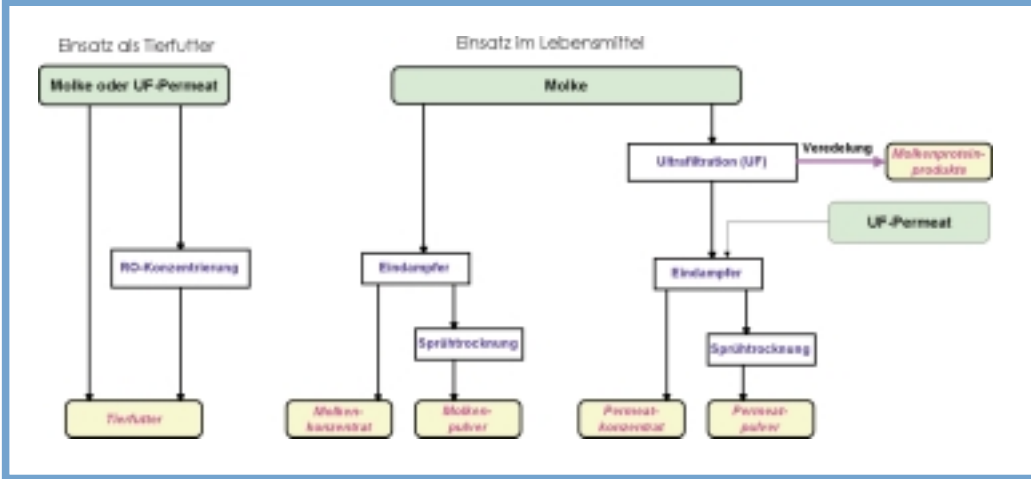 Einsatz als Tierfutter
Einsatz im Lebensmittel
Molke oder UF-Permeat
Molke
Ultrafiltration (UF)
Veredelung
Molkenprotein-
produkte
UF-Permeat
RO-Konzentrierung
Eindampfer
Eindampfer
Sprühtrocknung
Sprühtrocknung
Tierfutter
Molken-
konzentrat
Molken-
pulver
Permeat-
konzentrat
Permeat-
pulver